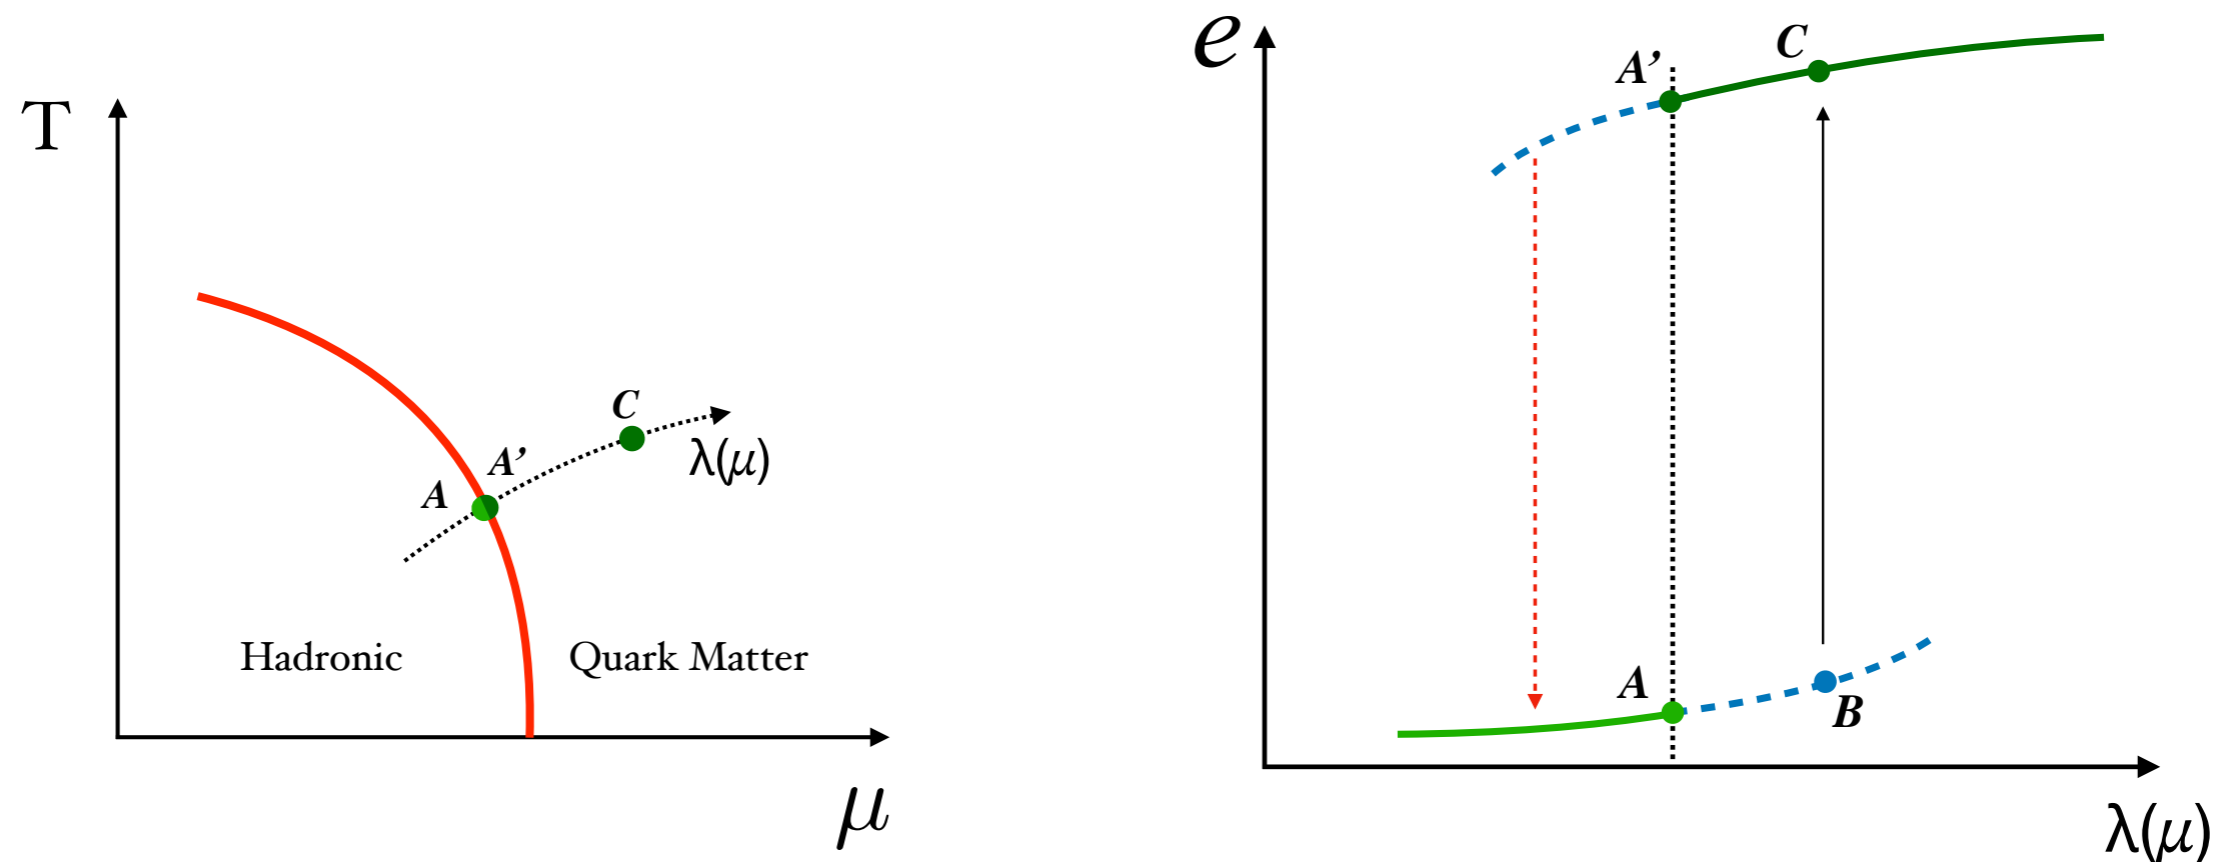 T
C
A’
λ(μ)
A
Hadronic
Quark Matter
μ
e
C
A’
A
B
λ(μ)